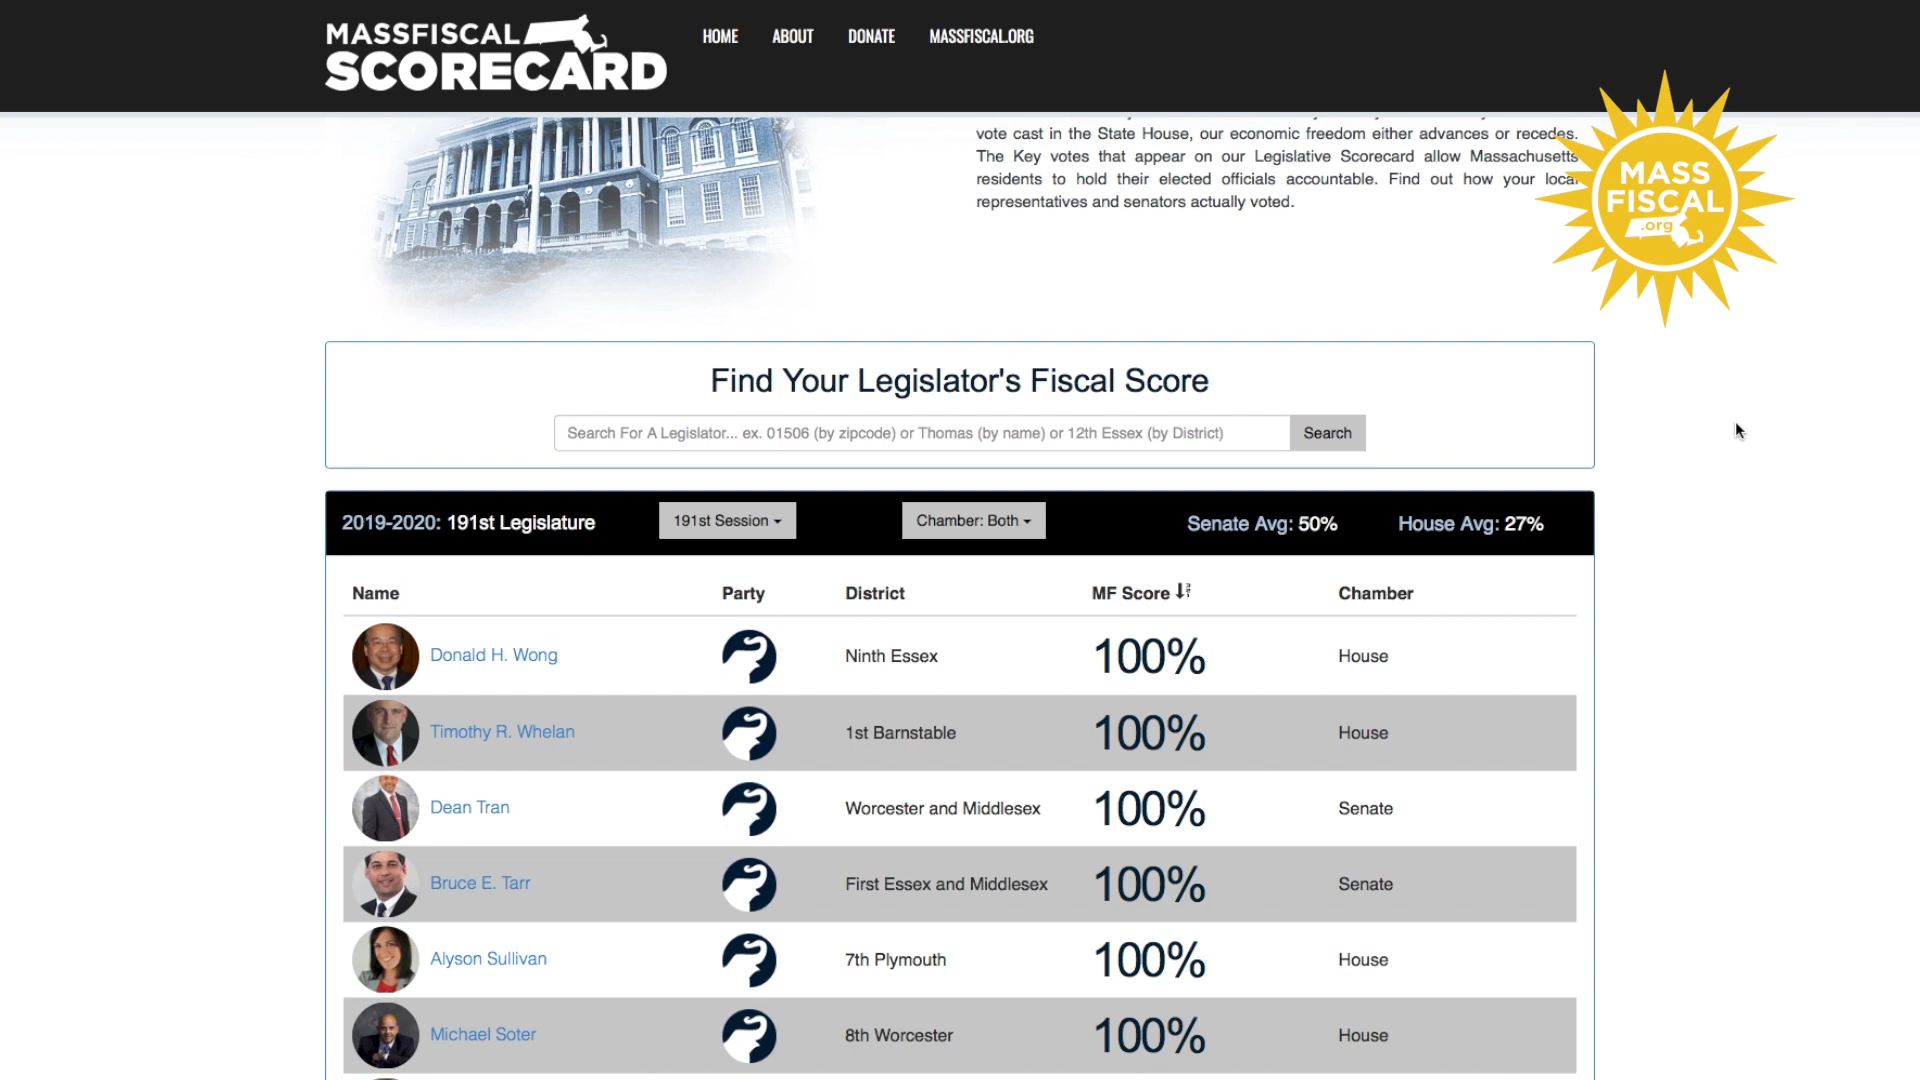 MASSFISCAL
SCORECARD
HOME ABOUT DONATE MASSFISCAL.ORG
vote cast in the State House, our economic freedom either advances or recedes.
The Key votes that appear on our Legislative Scorecard allow Massachusetts
residents to hold their elected officials accountable. Find out how your local
representatives and senators actually voted.
MASS
FISCAL
.org
Find Your Legislator's Fiscal Score
Search For A Legislator... ex. 01506 (by zipcode) or Thomas (by name) or 12th Essex (by District) Search
2019-2020: 191st Legislature 191st Session Chamber: Both Senate Avg: 50% House Avg: 27%
Name Party District MF Score Chamber
Donald H. Wong Ninth Essex 100% House
Timothy R. Whelan 1st Barnstable 100% House
Dean Tran Worcester and Middlesex 100% Senate
Bruce E. Tarr First Essex and Middlesex 100% Senate
Alyson Sullivan 7th Plymouth 100% House
Michael Soter 8th Worcester 100% House